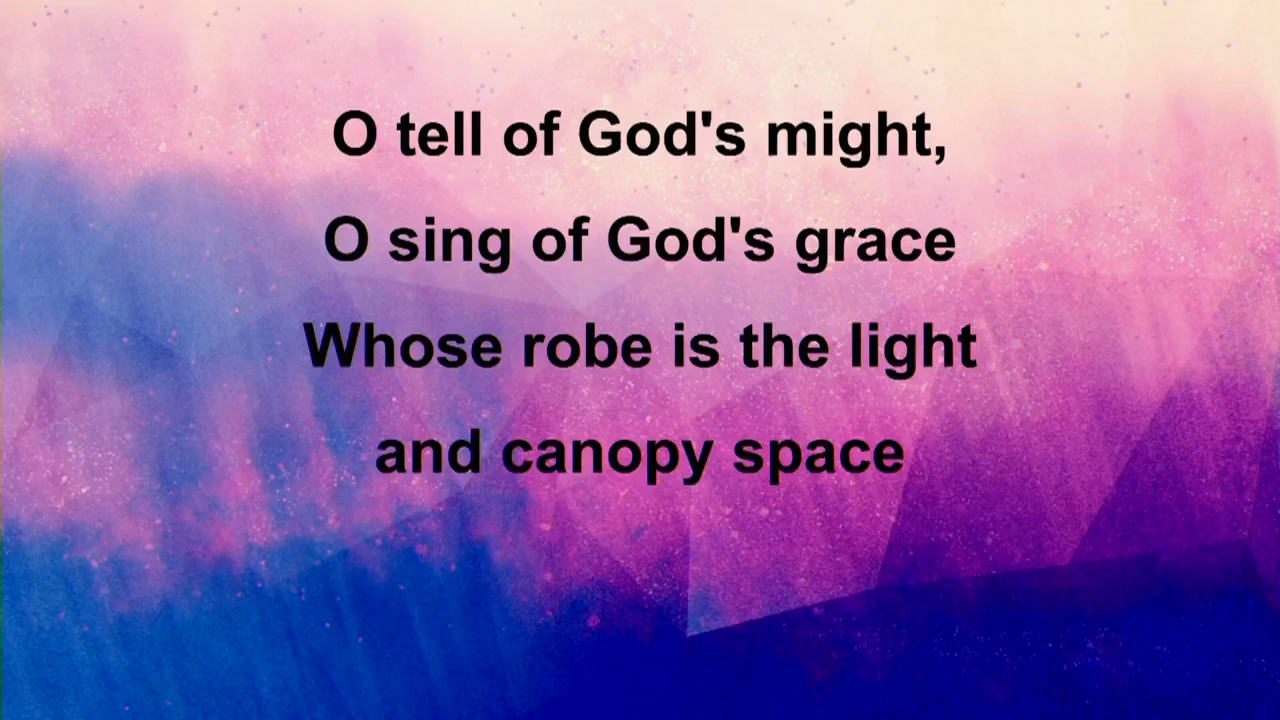 O tell of God's might,
O sing of God's grace
Whose robe is the light
and canopy space